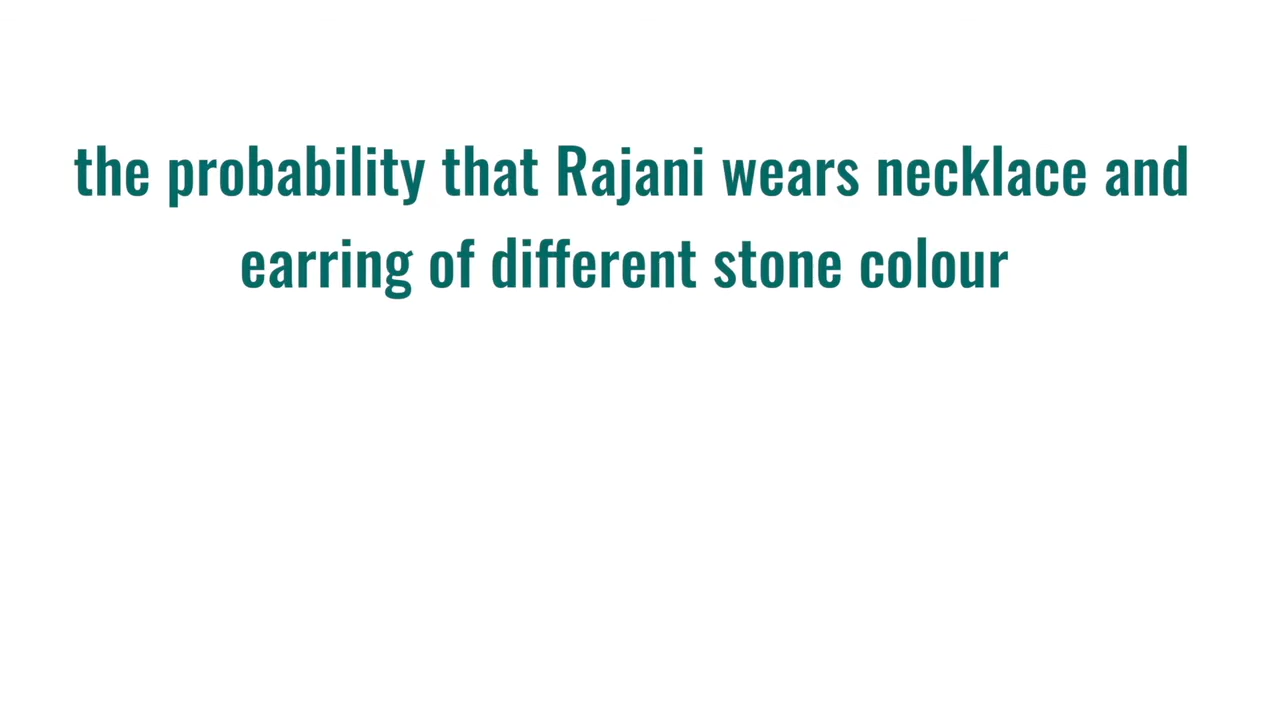 the probability that Rajani wears necklace and
earring of different stone colour